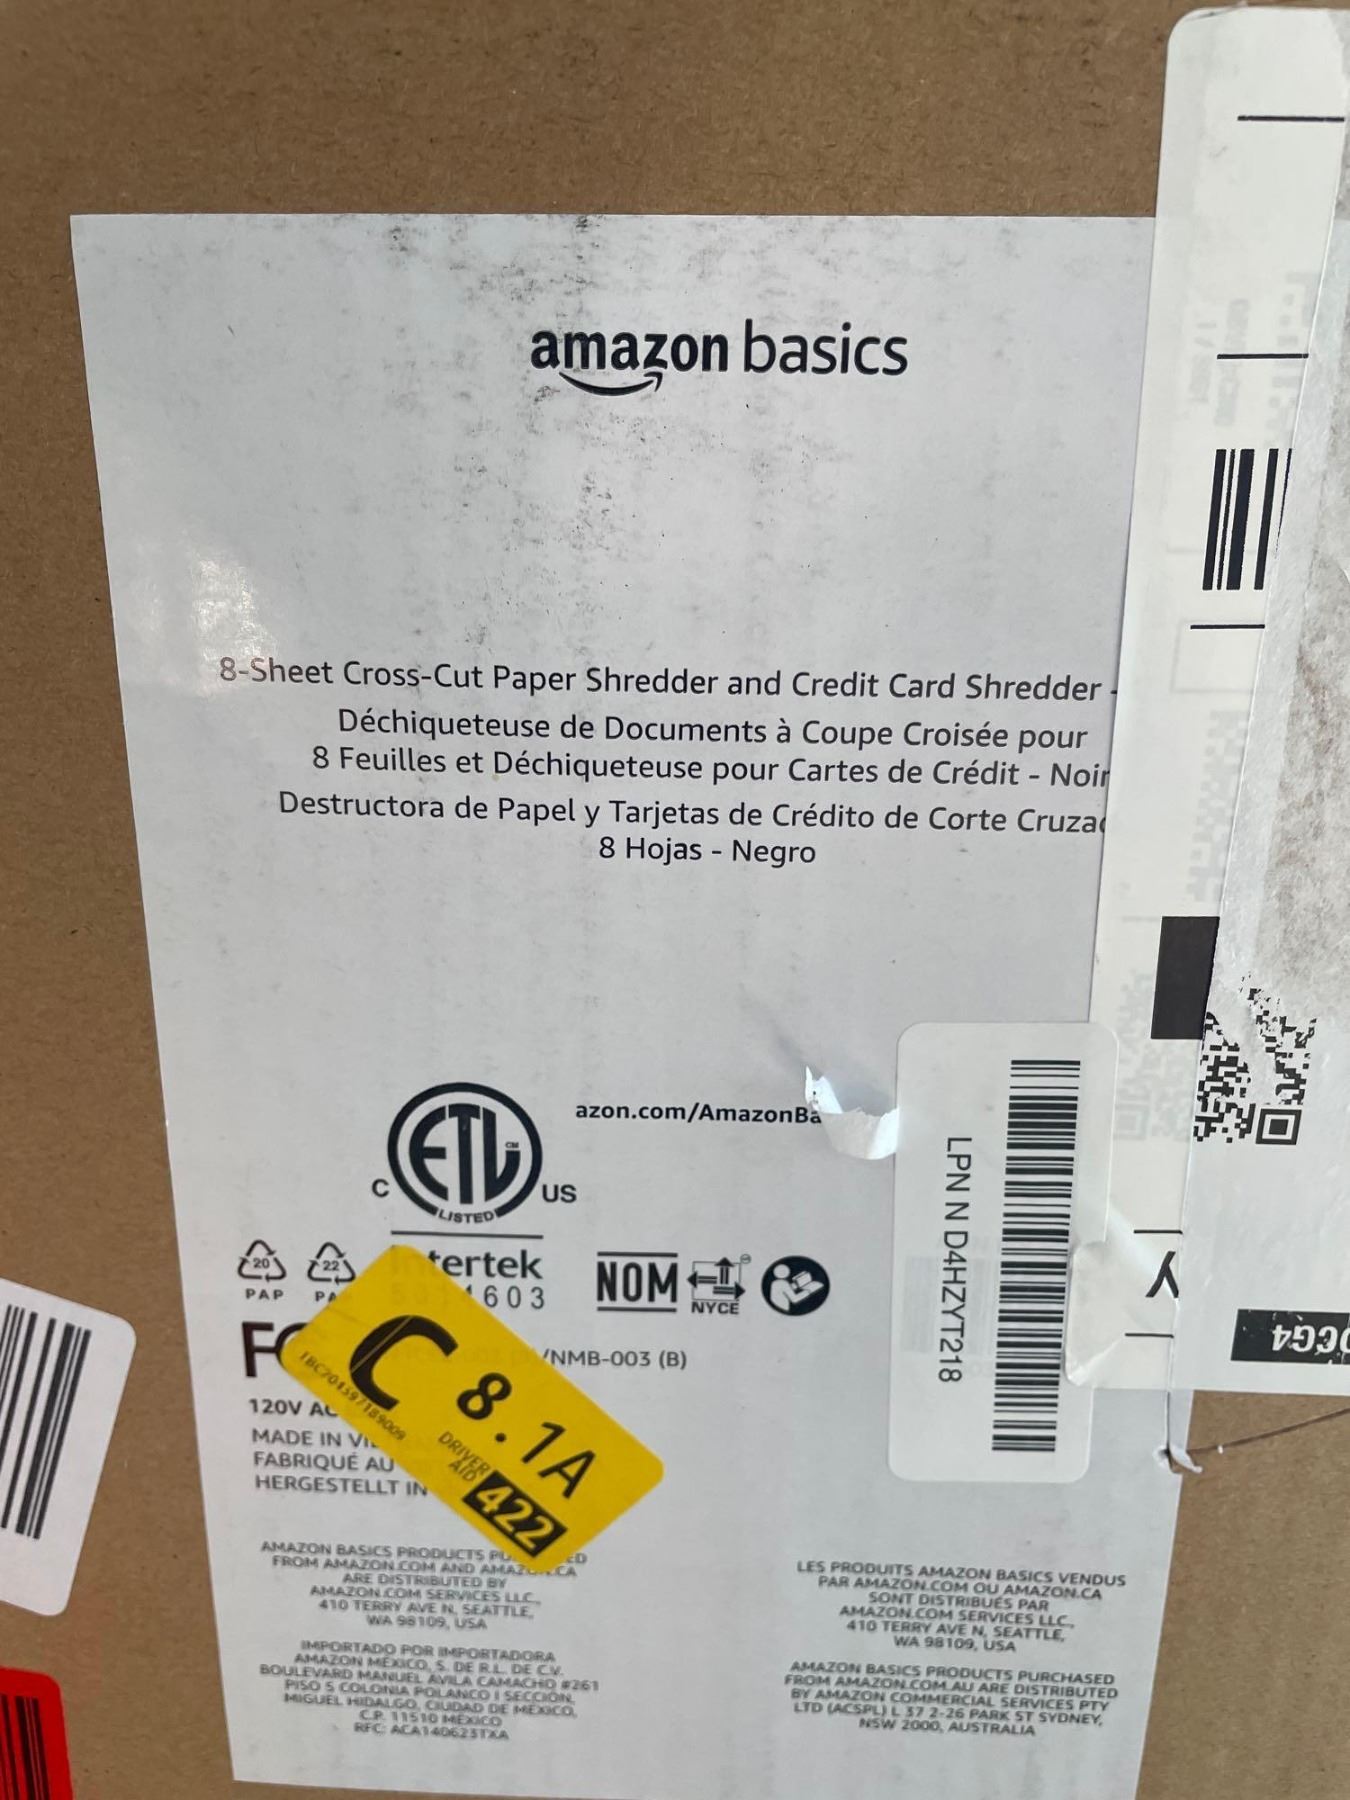 amazon basics
8-Sheet Cross-Cut Paper Shredder and Credit Card Shredder -
Déchiqueteuse de Documents à Coupe Croisée pour
8 Feuilles et Déchiqueteuse pour Cartes de Crédit - Noir
Destructora de Papel y Tarjetas de Crédito de Corte
8 Hojas - Negro
azon.com/AmazonBa
ETL CM
C US
LISTED
tertek
1603
NOM
NYCE
20
PAP
22
/NMB-003 (B)
120V
MADE IN
FABRIQUÉ AU
HERGESTELLT IN
C 8.1A
DRIVER
AID
422
LPN N D4HZYT218
Y
AMAZON BASICS PRODUCTS
FROM AMAZON.COM AND
ARE DISTRIBUTED BY
AMAZON.COM SERVICES LLC,
410 TERRY AVE N, SEATTLE,
WA 98109, USA
IMPORTADO POR IMPORTADORA
AMAZON MÉXICO, S. DE R.L. DE C.V.
BOULEVARD MANUEL ÁVILA CAMACHO #261
PISO 5 COLONIA POLANCO I SECCIÓN,
MIGUEL HIDALGO, CIUDAD DE MÉXICO,
C.P. 11510 MÉXICO
RFC: ACA140623TXA
LES PRODUITS AMAZON BASICS VENDUS
PAR AMAZON.COM OU AMAZON.CA
SONT DISTRIBUÉS PAR
AMAZON.COM SERVICES LLC,
410 TERRY AVE N, SEATTLE,
WA 98109, USA
AMAZON BASICS PRODUCTS PURCHASED
FROM AMAZON.COM.AU ARE DISTRIBUTED
BY AMAZON COMMERCIAL SERVICES PTY
LTD (ACSPL) L 37 2-26 PARK ST SYDNEY,
NSW 2000, AUSTRALIA